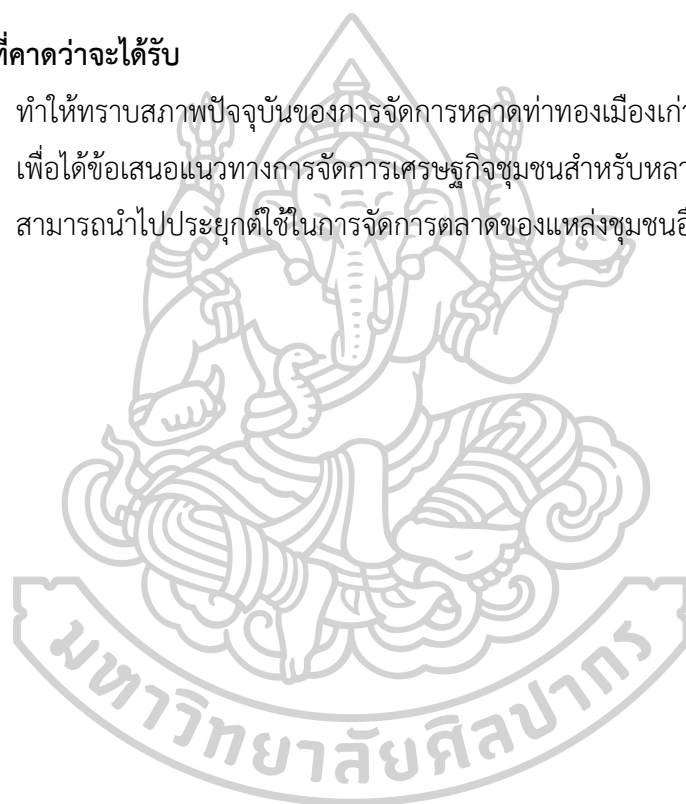 ที่คาดว่าจะได้รับ
ทำให้ทราบสภาพปัจจุบันของการจัดการหลาดท่าทองเมืองเก่า
เพื่อได้ข้อเสนอแนวทางการจัดการเศรษฐกิจชุมชนสำหรับหลา
สามารถนำไปประยุกต์ใช้ในการจัดการตลาดของแหล่งชุมชนอื
มหาวิทยาลัยศิลปากร